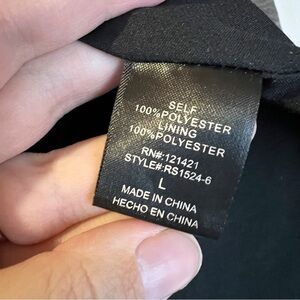 SELF
100%POLYESTER
LINING
100%POLYESTER
RN#:121421
STYLE#:RS1524-6
L
MADE IN CHINA
HECHO EN CHINA